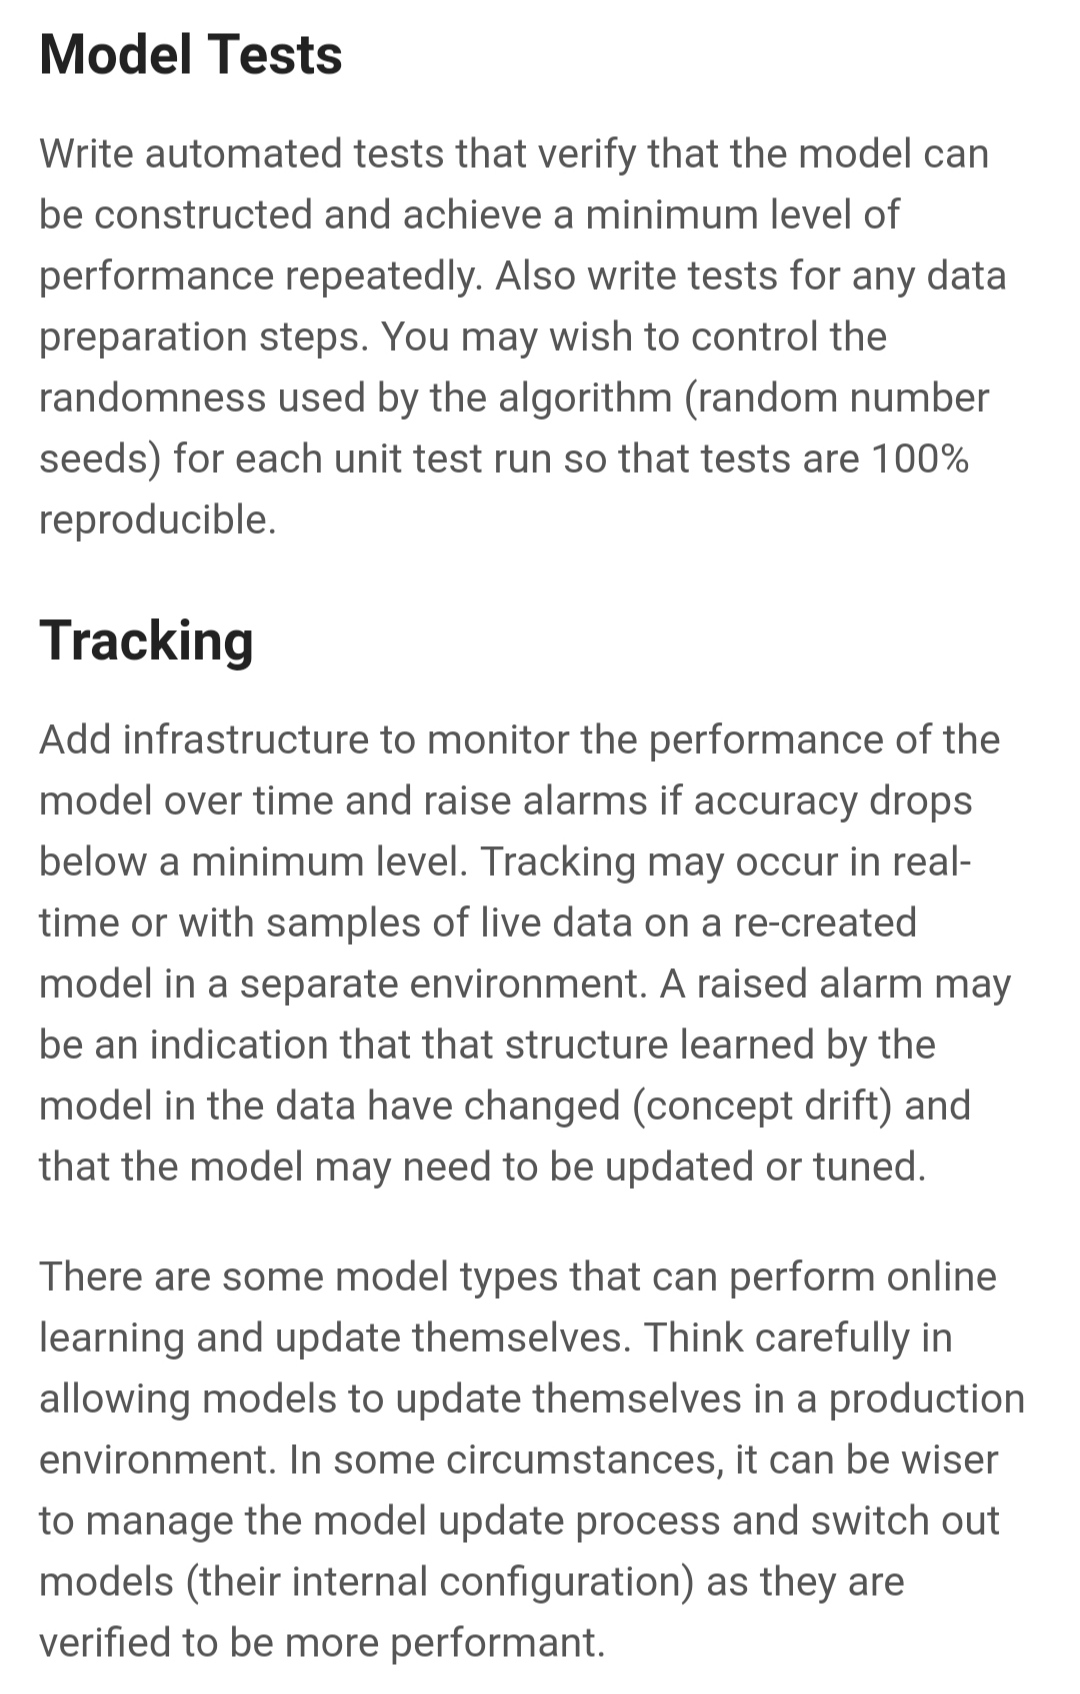 Model Tests
Write automated tests that verify that the model can
be constructed and achieve a minimum level of
performance repeatedly. Also write tests for any data
preparation steps. You may wish to control the
randomness used by the algorithm (random number
seeds) for each unit test run so that tests are 100%
reproducible.
Tracking
Add infrastructure to monitor the performance of the
model over time and raise alarms if accuracy drops
below a minimum level. Tracking may occur in real-
time or with samples of live data on a re-created
model in a separate environment. A raised alarm may
be an indication that that structure learned by the
model in the data have changed (concept drift) and
that the model may need to be updated or tuned.
There are some model types that can perform online
learning and update themselves. Think carefully in
allowing models to update themselves in a production
environment. In some circumstances, it can be wiser
to manage the model update process and switch out
models (their internal configuration) as they are
verified to be more performant.